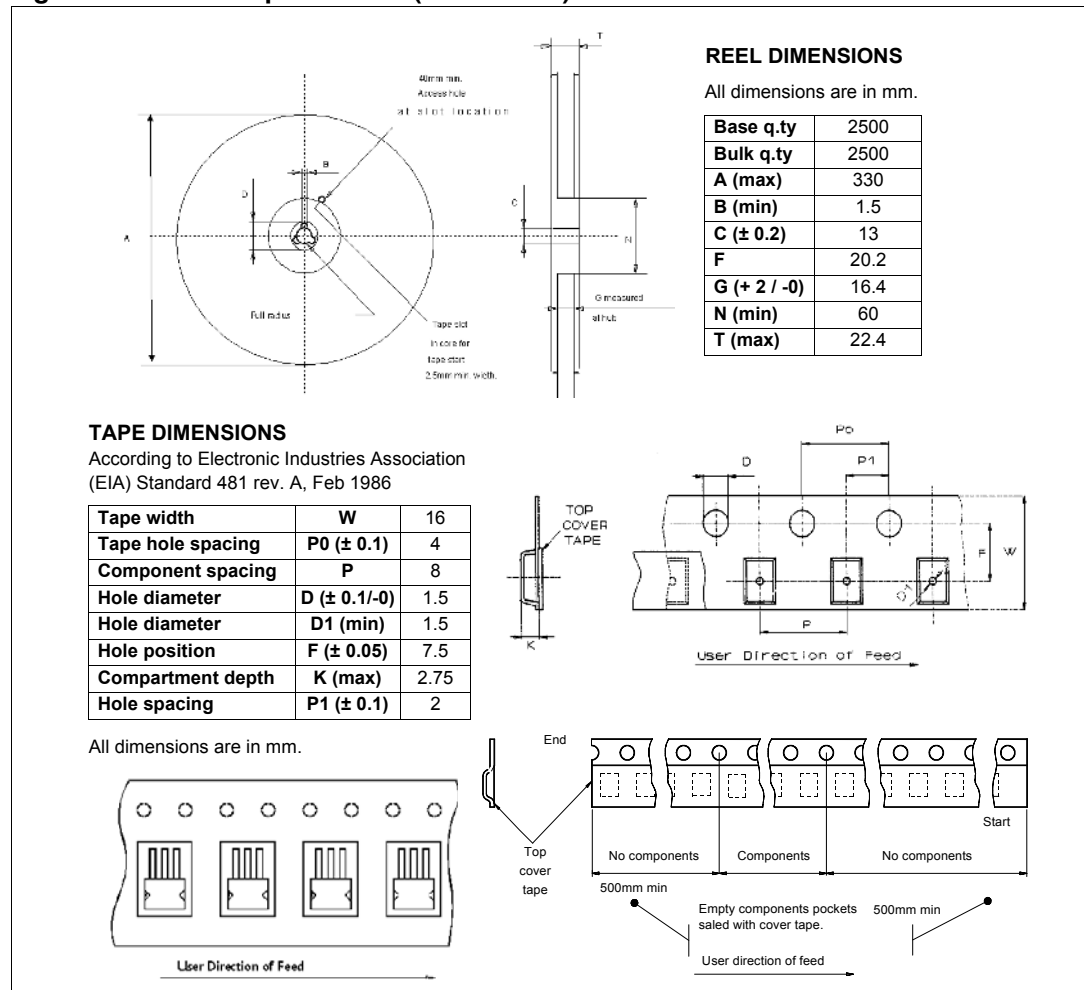 T
40mm min.
Access hole
at slot location
B
D
A
C
N
Full radius
Tape slot
in core for
tape start
2.5mm min. width.
G measured
at hub
REEL DIMENSIONS
All dimensions are in mm.
Base q.ty 2500
Bulk q.ty 2500
A (max) 330
B (min) 1.5
C (± 0.2) 13
F 20.2
G (+ 2 / -0) 16.4
N (min) 60
T (max) 22.4
TAPE DIMENSIONS
According to Electronic Industries Association
(EIA) Standard 481 rev. A, Feb 1986
Tape width W 16
Tape hole spacing P0 (± 0.1) 4
Component spacing P 8
Hole diameter D (± 0.1/-0) 1.5
Hole diameter D1 (min) 1.5
Hole position F (± 0.05) 7.5
Compartment depth K (max) 2.75
Hole spacing P1 (± 0.1) 2
All dimensions are in mm.
TOP
COVER
TAPE
K
Po
D
P1
F
W
D1
P
User Direction of Feed
User Direction of Feed
End
Start
Top
cover
tape
No components
Components
No components
500mm min
Empty components pockets
saled with cover tape.
500mm min
User direction of feed